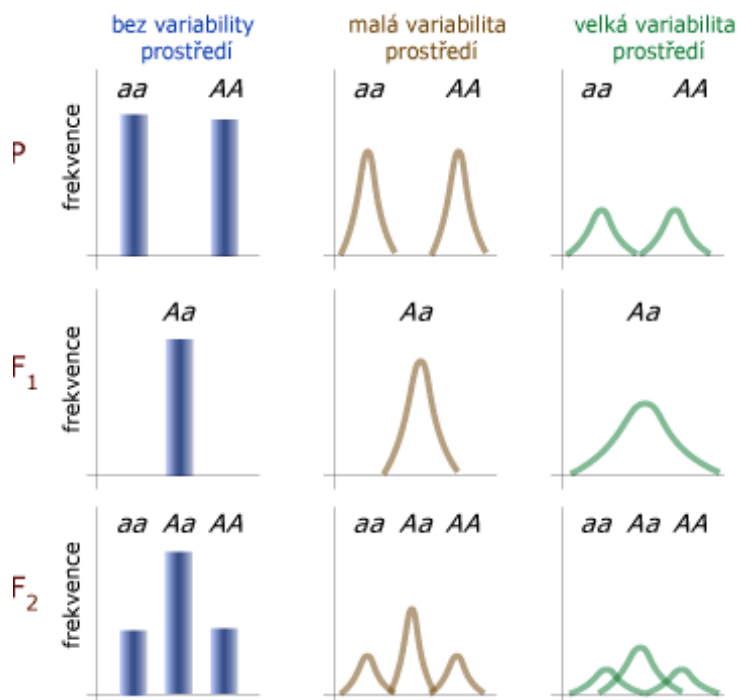 bez variability
prostředí
malá variabilita
prostředí
velká variabilita
prostředí
P
frekvence
aa AA
aa AA
aa AA
F1
frekvence
Aa
Aa
Aa
F2
frekvence
aa Aa AA
aa Aa AA
aa Aa AA